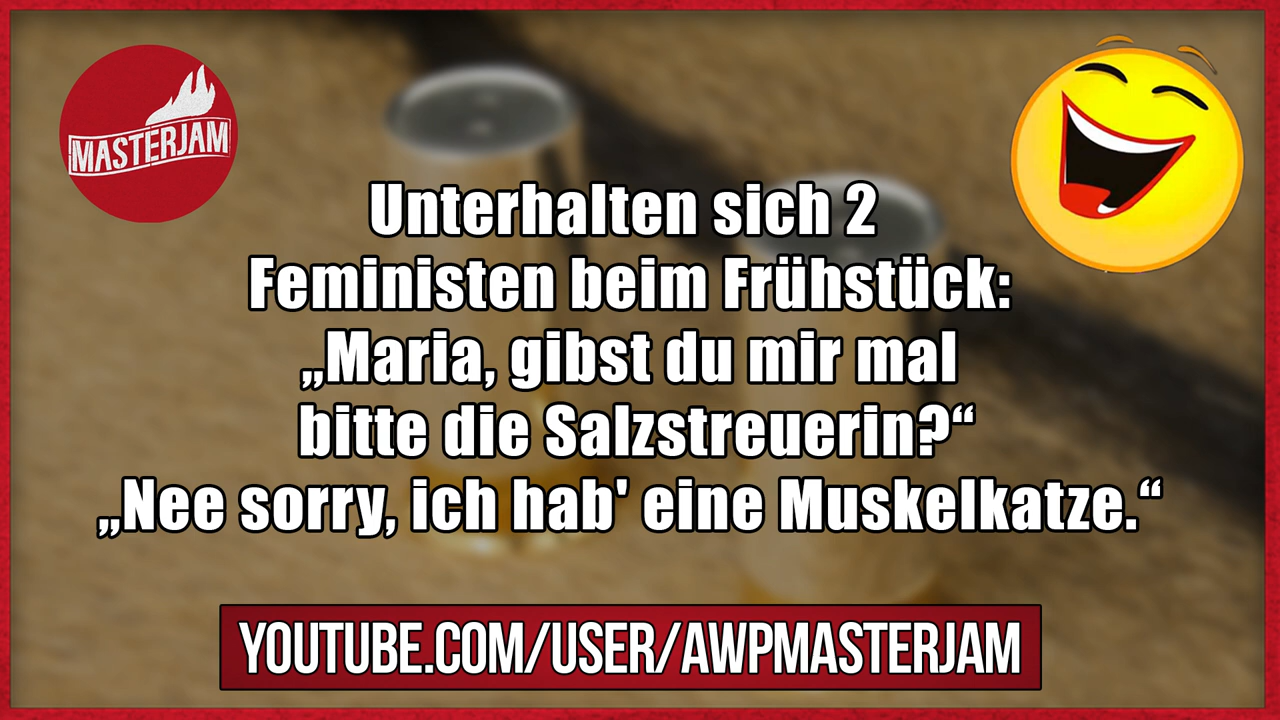 MASTERJAM
Unterhalten sich 2
Feministen beim Frühstück:
„Maria, gibst du mir mal
bitte die Salzstreuerin?“
„Nee sorry, ich hab' eine Muskelkatze.“
YOUTUBE.COM/USER/AWPMASTERJAM